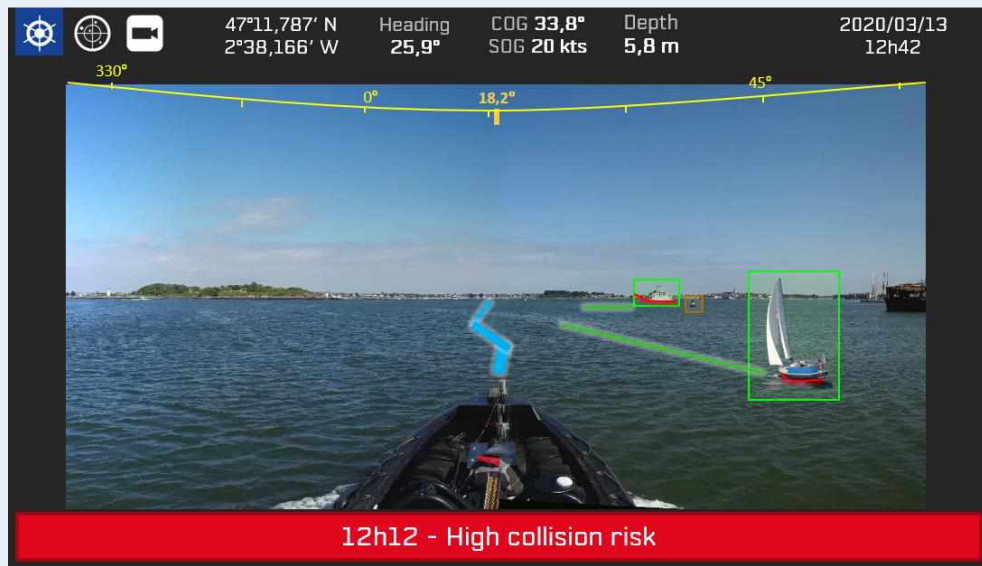 47°11,787′ N
2°38,166′ W
Heading
25,9°
COG 33,8°
SOG 20 kts
Depth
5,8 m
2020/03/13
12h42
330°
0°
18,2°
45°
12h12 - High collision risk